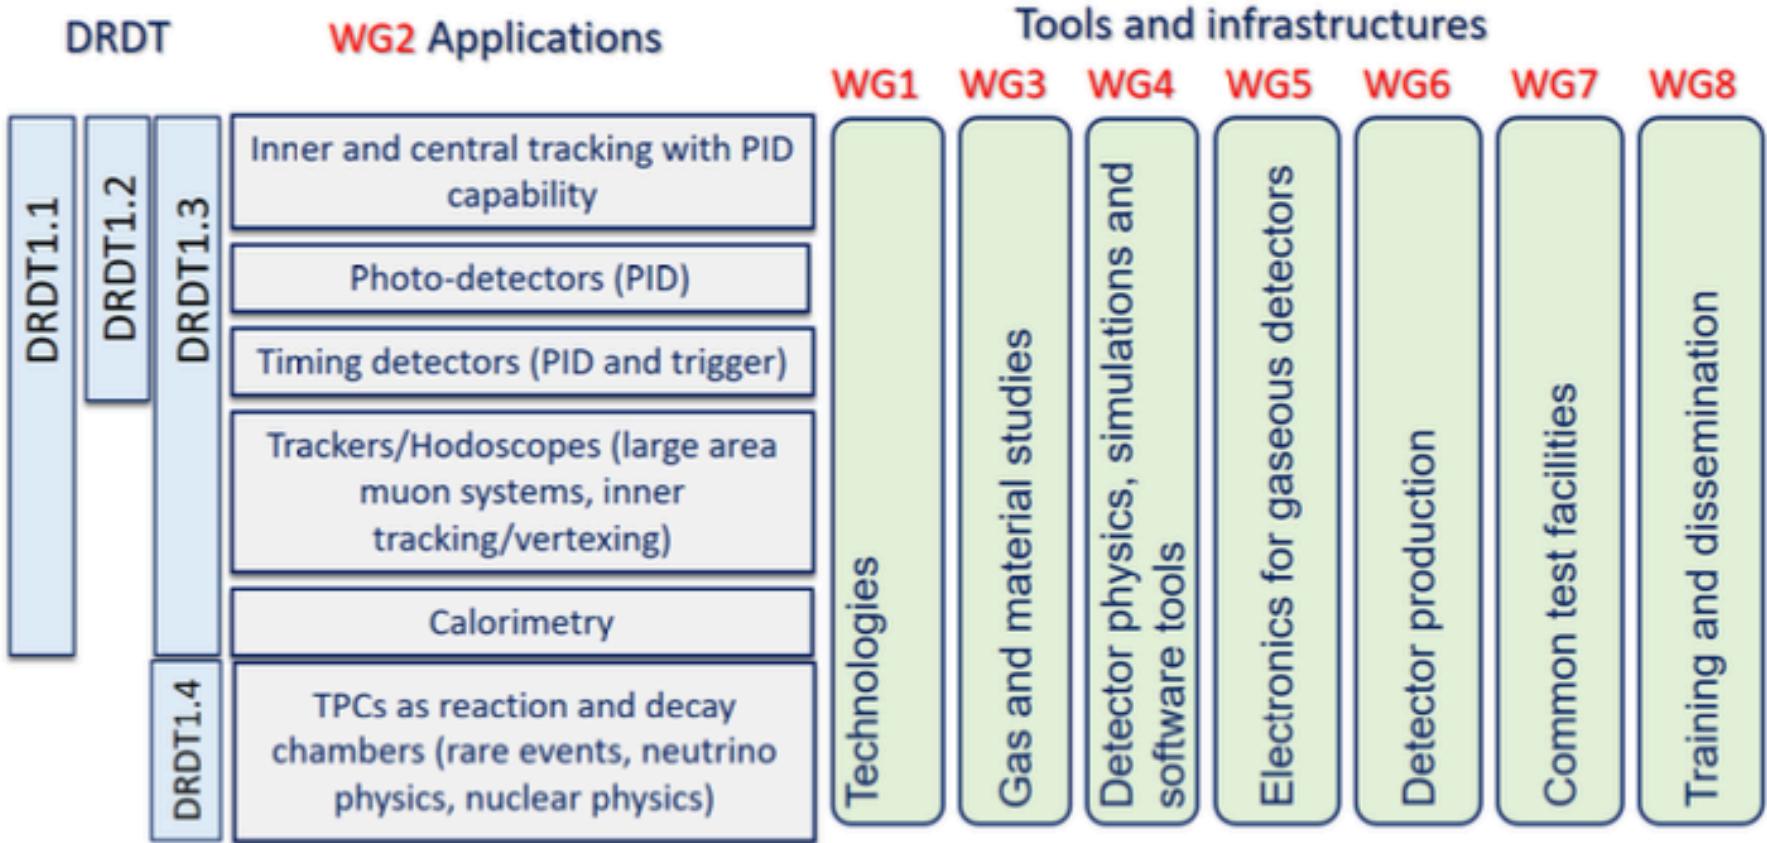 DRDT
WG2 Applications
Tools and infrastructures
WG1
WG3
WG4
WG5
WG6
WG7
WG8
DRDT1.1
DRDT1.2
DRDT1.3
DRDT1.4
Inner and central tracking with PID
capability
Photo-detectors (PID)
Timing detectors (PID and trigger)
Trackers/Hodoscopes (large area
muon systems, inner
tracking/vertexing)
Calorimetry
TPCs as reaction and decay
chambers (rare events, neutrino
physics, nuclear physics)
Technologies
Gas and material studies
Detector physics, simulations and
software tools
Electronics for gaseous detectors
Detector production
Common test facilities
Training and dissemination